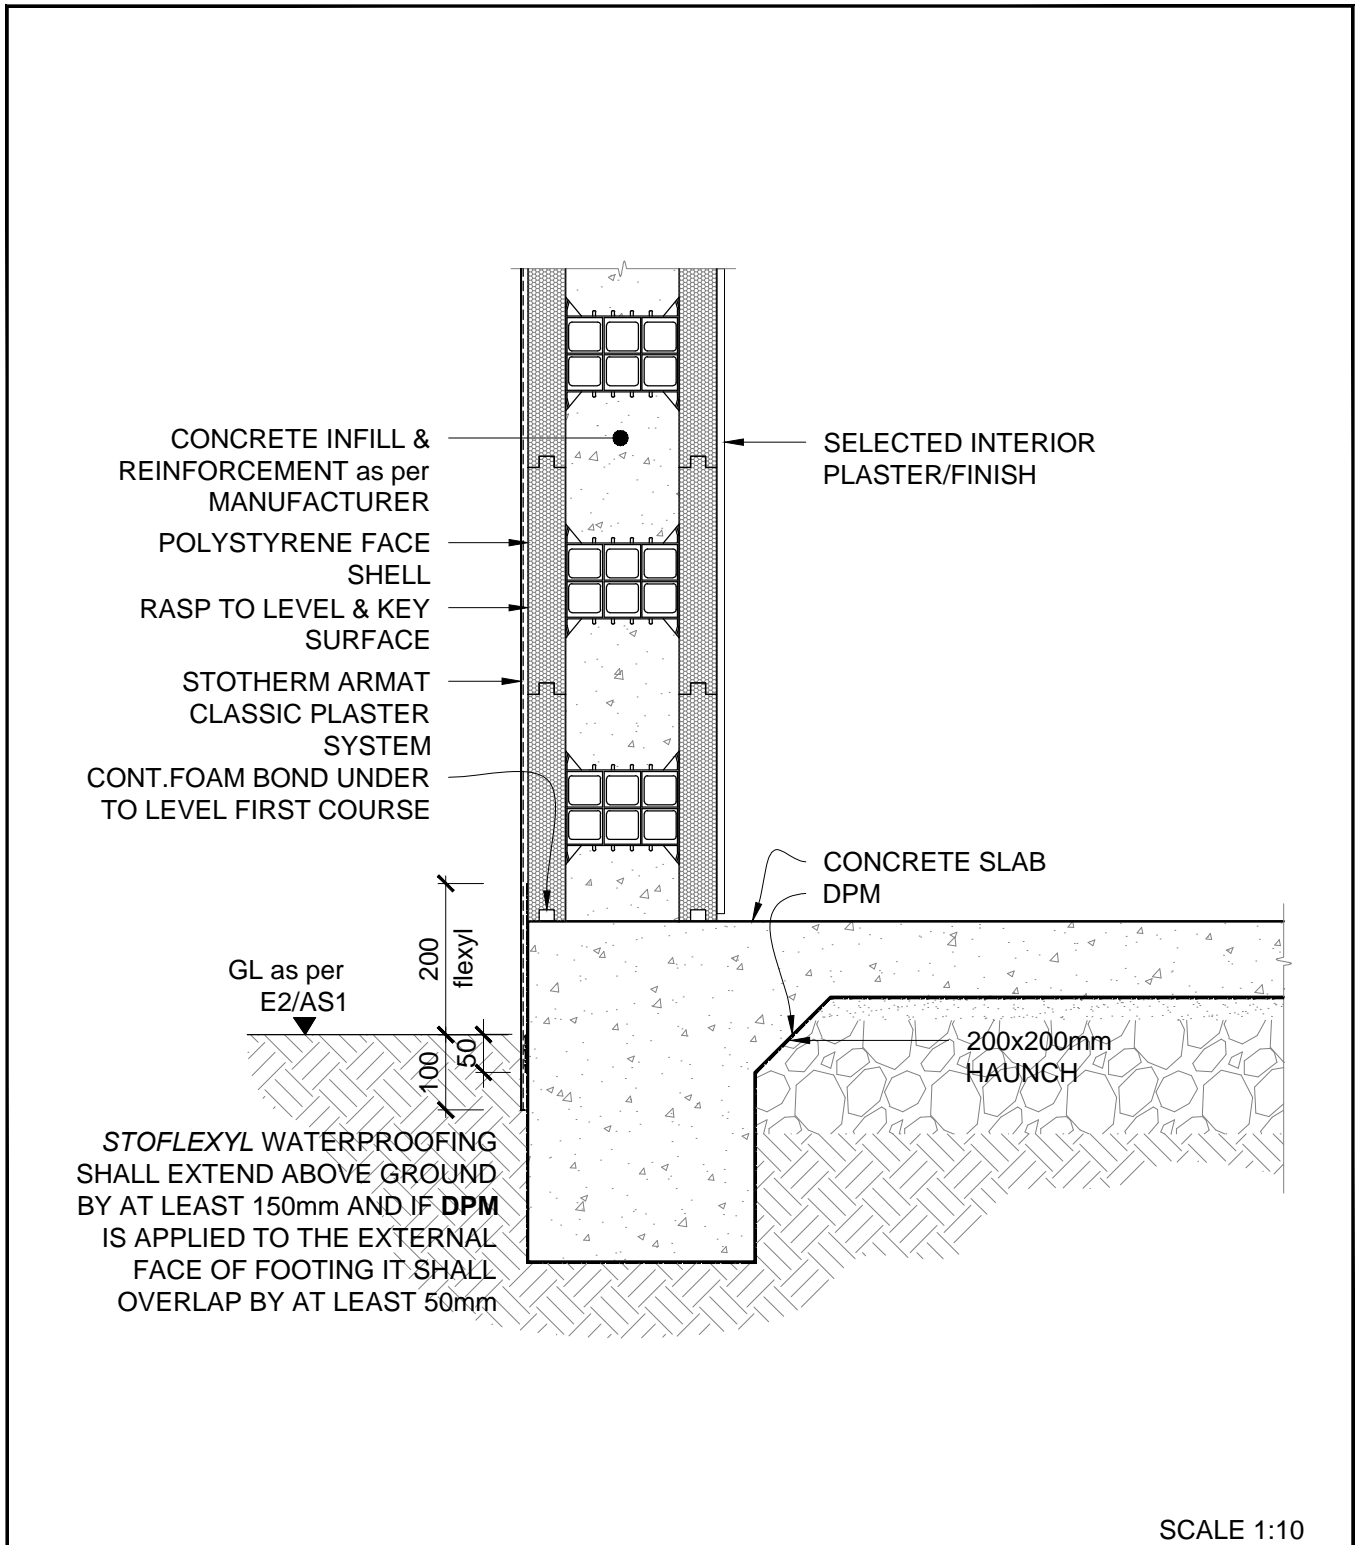 CONCRETE INFILL &
REINFORCEMENT as per
MANUFACTURER
POLYSTYRENE FACE
SHELL
RASP TO LEVEL & KEY
SURFACE
STOTHERM ARMAT
CLASSIC PLASTER
SYSTEM
CONT.FOAM BOND UNDER
TO LEVEL FIRST COURSE
SELECTED INTERIOR
PLASTER/FINISH
CONCRETE SLAB
DPM
200
flexyl
GL as per
E2/AS1
100
50
200x200mm
HAUNCH
STOFLEXYL WATERPROOFING
SHALL EXTEND ABOVE GROUND
BY AT LEAST 150mm AND IF DPM
IS APPLIED TO THE EXTERNAL
FACE OF FOOTING IT SHALL
OVERLAP BY AT LEAST 50mm
SCALE 1:10